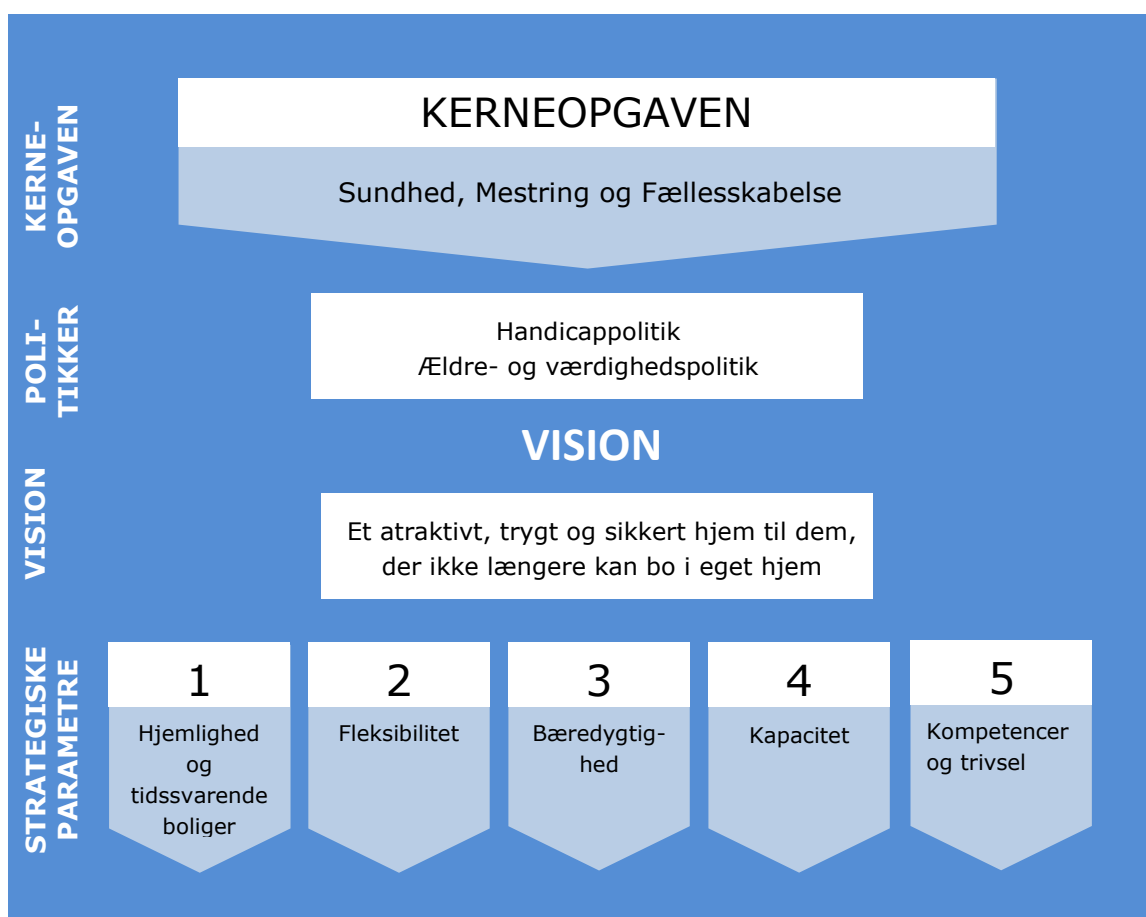 KERNE-
OPGAVEN
KERNEOPGAVEN
Sundhed, Mestring og Fællesskabelse
POLI-
TIKKER
Handicappolitik
Ældre- og værdighedspolitik
VISION
VISION
Et atraktivt, trygt og sikkert hjem til dem,
der ikke længere kan bo i eget hjem
STRATEGISKE
PARAMETRE
1
Hjemlighed
og
tidssvarende
boliger
2
Fleksibilitet
3
Bæredygtig-
hed
4
Kapacitet
5
Kompetencer
og trivsel